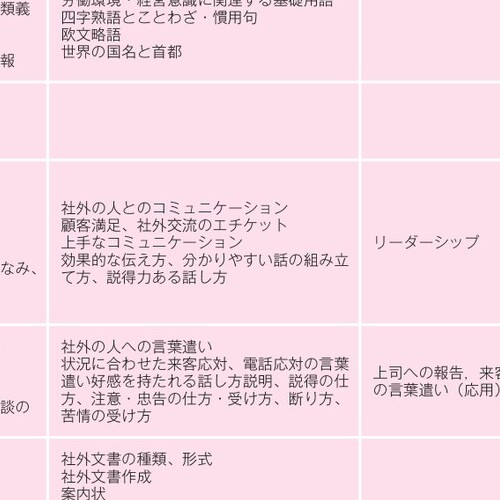 類義
報
労働環境・経営意識に関連する基礎用語
四字熟語とことわざ・慣用句
欧文略語
世界の国名と首都
なみ、
社外の人とのコミュニケーション
顧客満足、社外交流のエチケット
上手なコミュニケーション
効果的な伝え方、分かりやすい話の組み立
て方、説得力ある話し方
リーダーシップ
談の
社外の人への言葉遣い
状況に合わせた来客応対、電話応対の言葉
遣い好感を持たれる話し方説明、説得の仕
方、注意・忠告の仕方・受け方、断り方、
苦情の受け方
上司への報告．来客
の言葉遣い（応用）
社外文書の種類、形式
社外文書作成
案内状